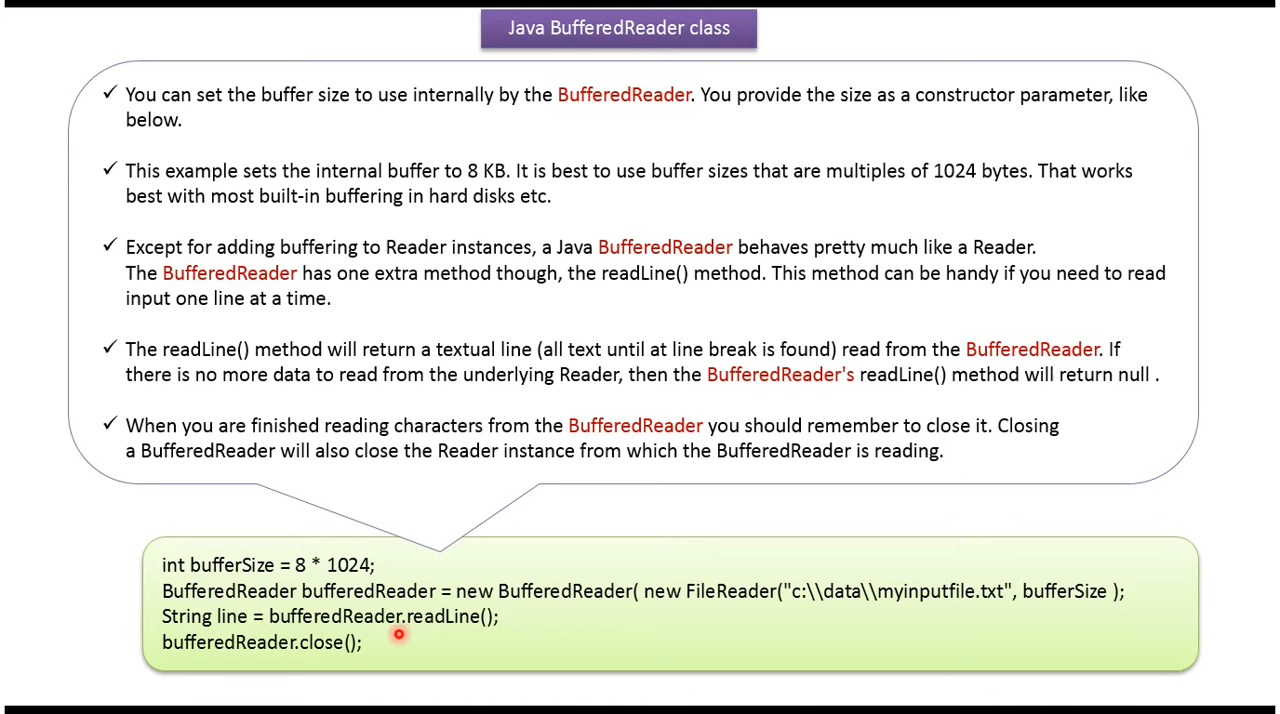 Java BufferedReader class
✓ You can set the buffer size to use internally by the BufferedReader. You provide the size as a constructor parameter, like
below.
✓ This example sets the internal buffer to 8 KB. It is best to use buffer sizes that are multiples of 1024 bytes. That works
best with most built-in buffering in hard disks etc.
✓ Except for adding buffering to Reader instances, a Java BufferedReader behaves pretty much like a Reader.
The BufferedReader has one extra method though, the readLine() method. This method can be handy if you need to read
input one line at a time.
✓ The readLine() method will return a textual line (all text until at line break is found) read from the BufferedReader. If
there is no more data to read from the underlying Reader, then the BufferedReader's readLine() method will return null .
✓ When you are finished reading characters from the BufferedReader you should remember to close it. Closing
a BufferedReader will also close the Reader instance from which the BufferedReader is reading.
int bufferSize = 8 * 1024;
BufferedReader bufferedReader = new BufferedReader( new FileReader("c:\\data\\myinputfile.txt", bufferSize );
String line = bufferedReader.readLine();
bufferedReader.close();